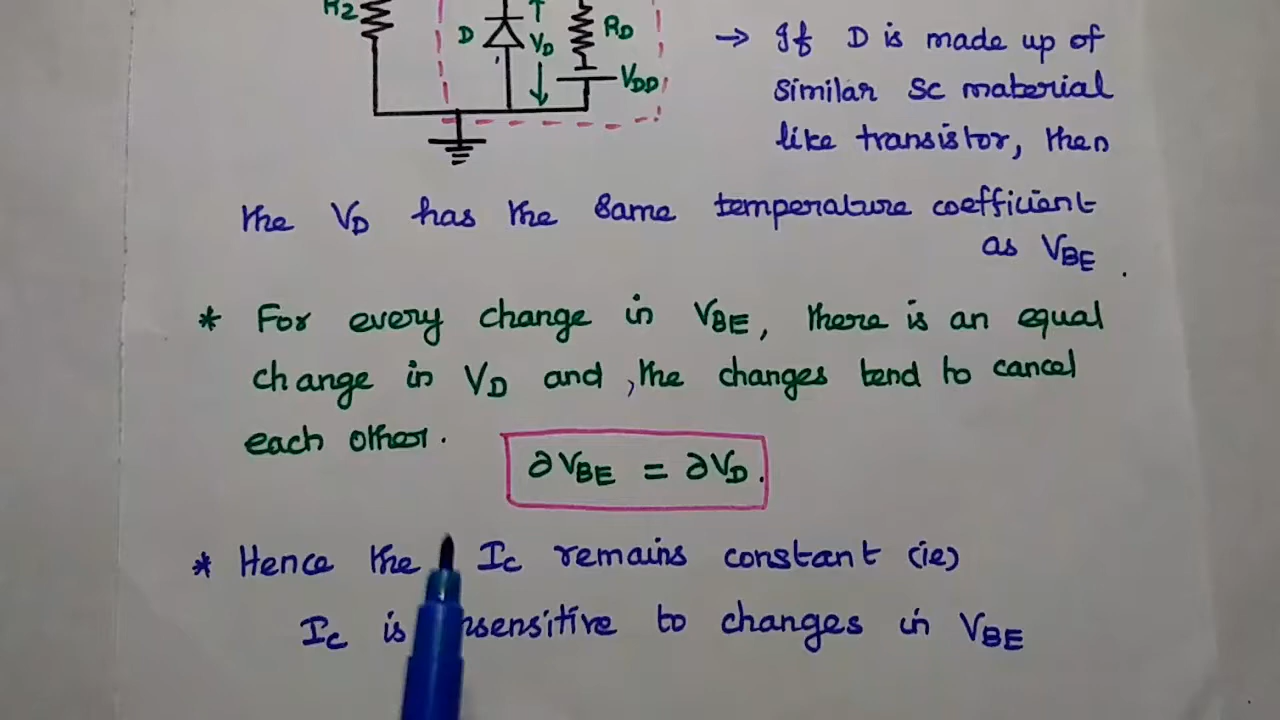 R2
D
VD
RD
VDD
→ If D is made up of
similar SC material
like transistor, then
the VD has the same temperature coefficient
as VBE.
* For every change in VBE, there is an equal
change in VD and, the changes tend to cancel
each other.
∂VBE = ∂VD.
* Hence the IC remains constant (ie)
IC is insensitive to changes in VBE